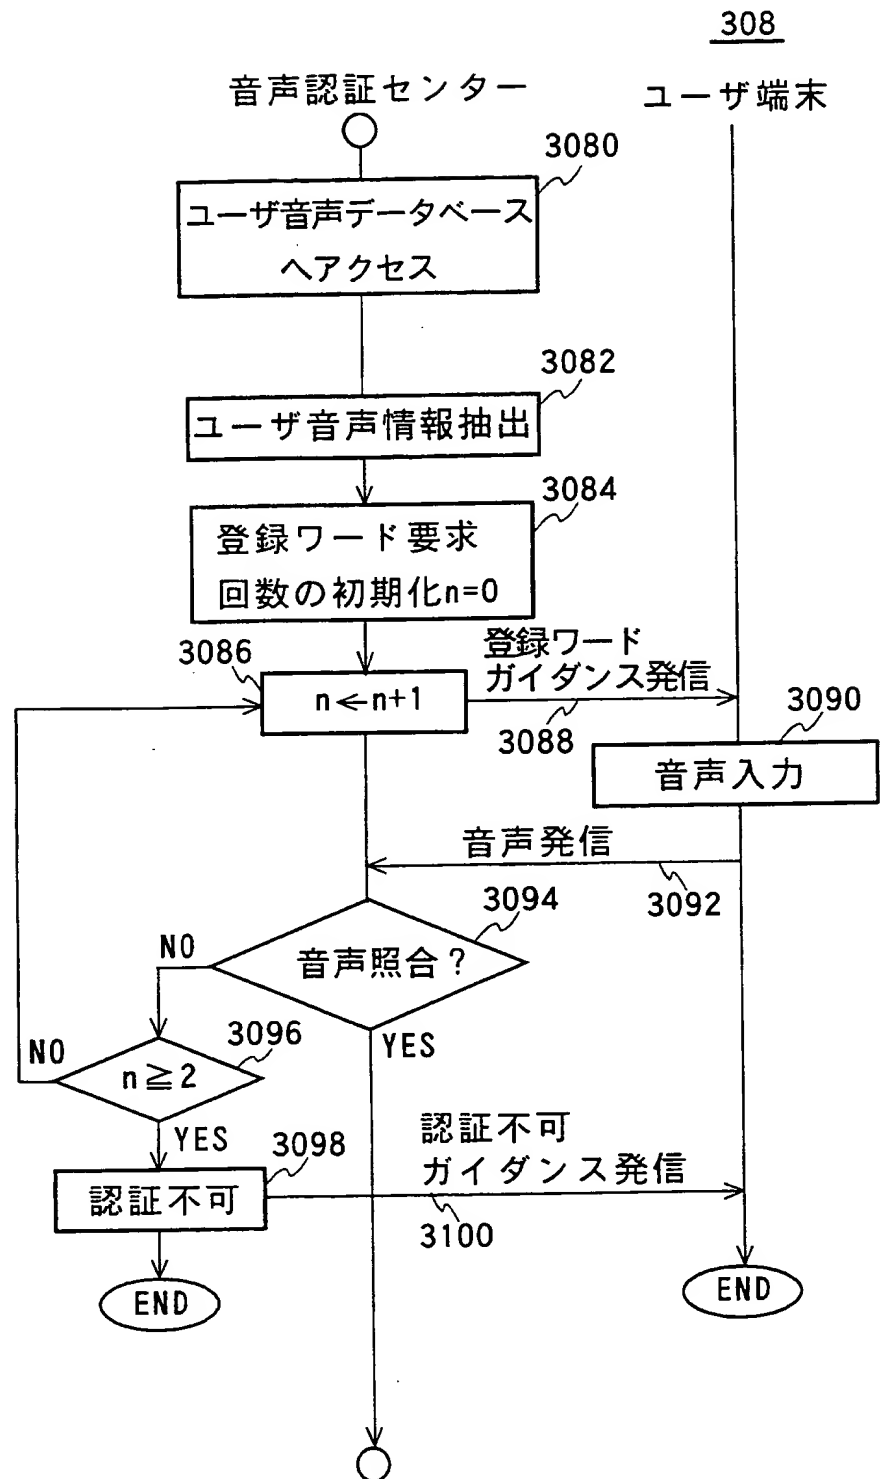 308
音声認証センター
ユーザ端末
3080
ユーザ音声データベース
へアクセス
3082
ユーザ音声情報抽出
3084
登録ワード要求
回数の初期化n=0
3086
n←n+1
登録ワード
ガイダンス発信
3088
3090
音声入力
音声発信
3092
3094
音声照合?
NO
YES
3096
n≧2
NO
YES
3098
認証不可
認証不可
ガイダンス発信
3100
END
END